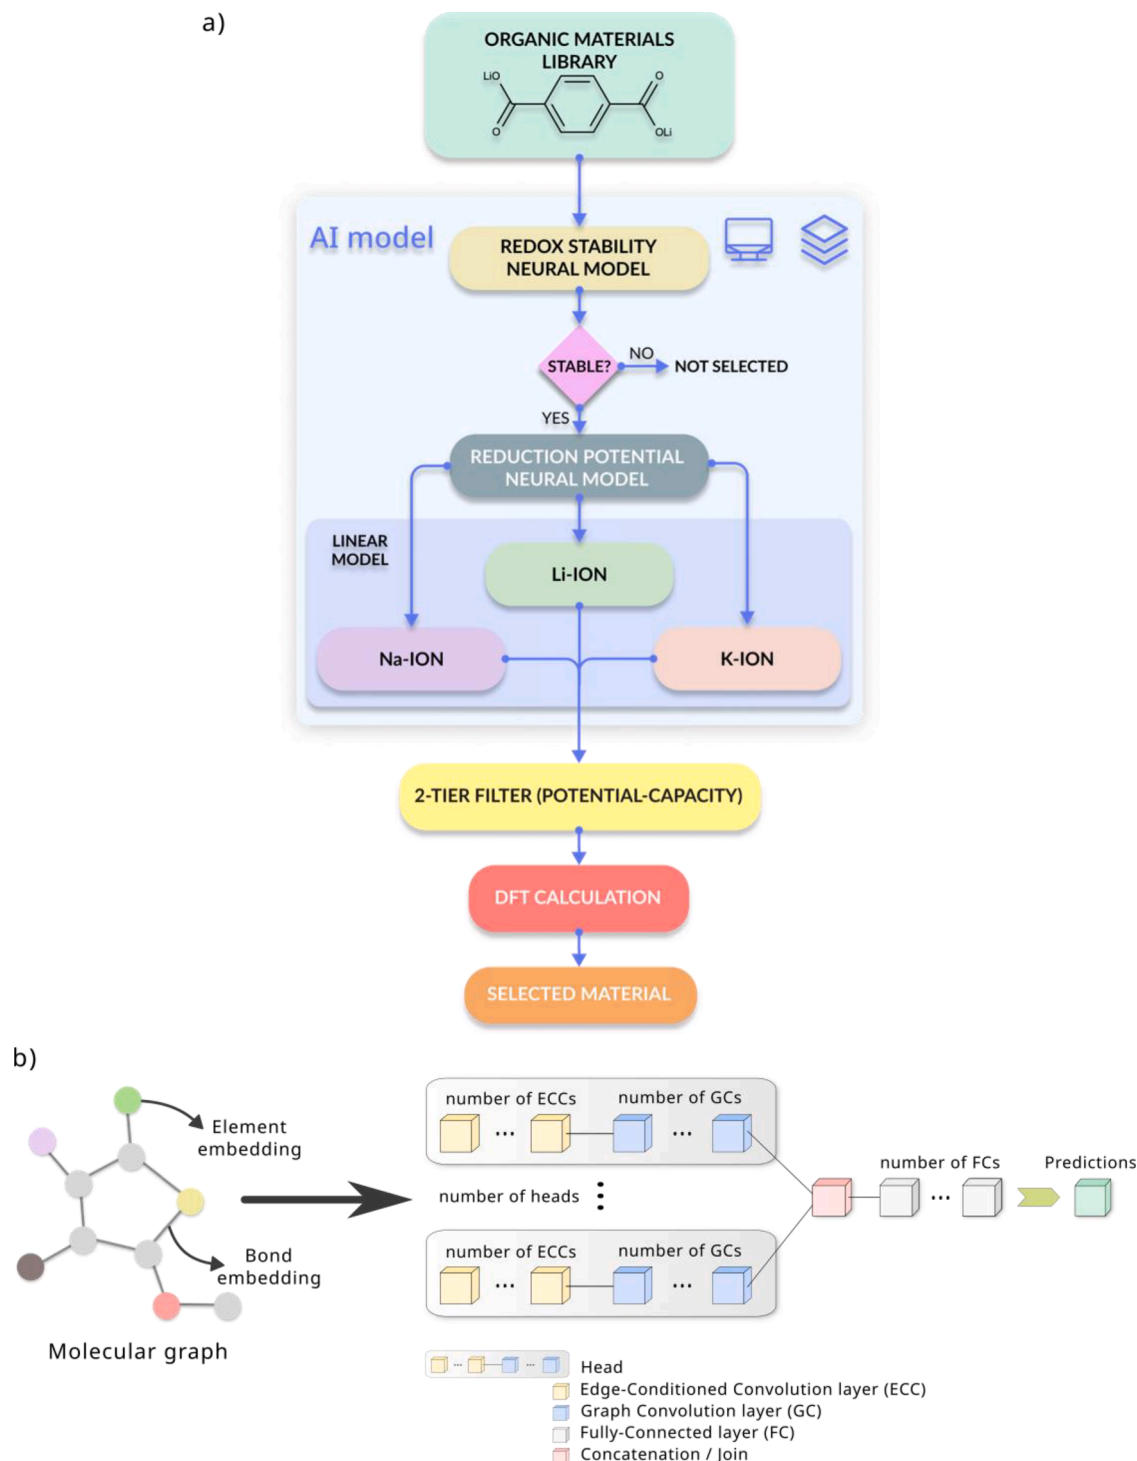 a)
ORGANIC MATERIALS
LIBRARY
LiO
O
O
OLi
AI model
REDOX STABILITY
NEURAL MODEL
STABLE?
NO
NOT SELECTED
YES
REDUCTION POTENTIAL
NEURAL MODEL
LINEAR
MODEL
Li-ION
Na-ION
K-ION
2-TIER FILTER (POTENTIAL-CAPACITY)
DFT CALCULATION
SELECTED MATERIAL
b)
Element
embedding
Bond
embedding
Molecular graph
number of ECCs
number of GCs
...
...
number of heads
number of ECCs
number of GCs
...
...
number of FCs
...
Predictions
... ...
Head
Edge-Conditioned Convolution layer (ECC)
Graph Convolution layer (GC)
Fully-Connected layer (FC)
Concatenation / Join